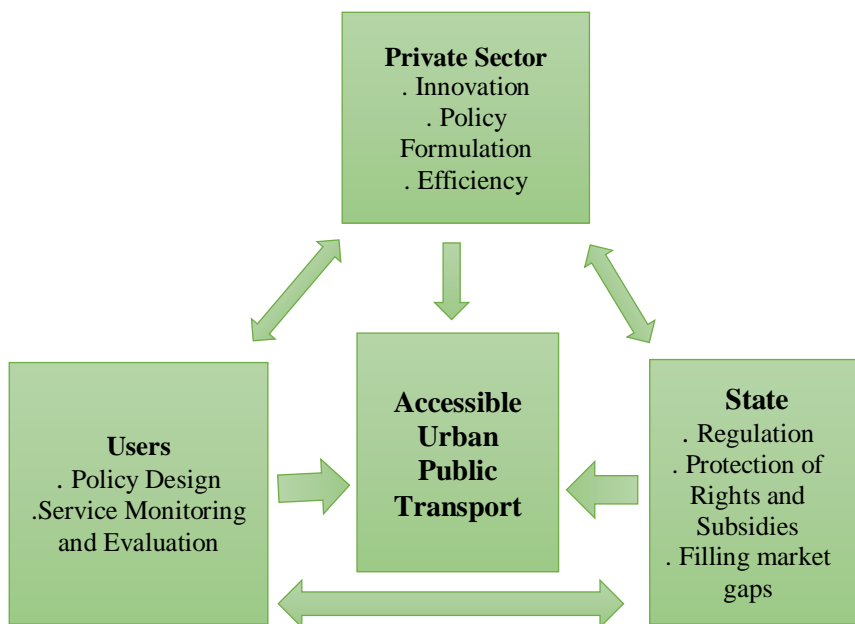 Private Sector
. Innovation
. Policy
Formulation
. Efficiency
Users
. Policy Design
.Service Monitoring
and Evaluation
Accessible
Urban
Public
Transport
State
. Regulation
. Protection of
Rights and
Subsidies
. Filling market
gaps